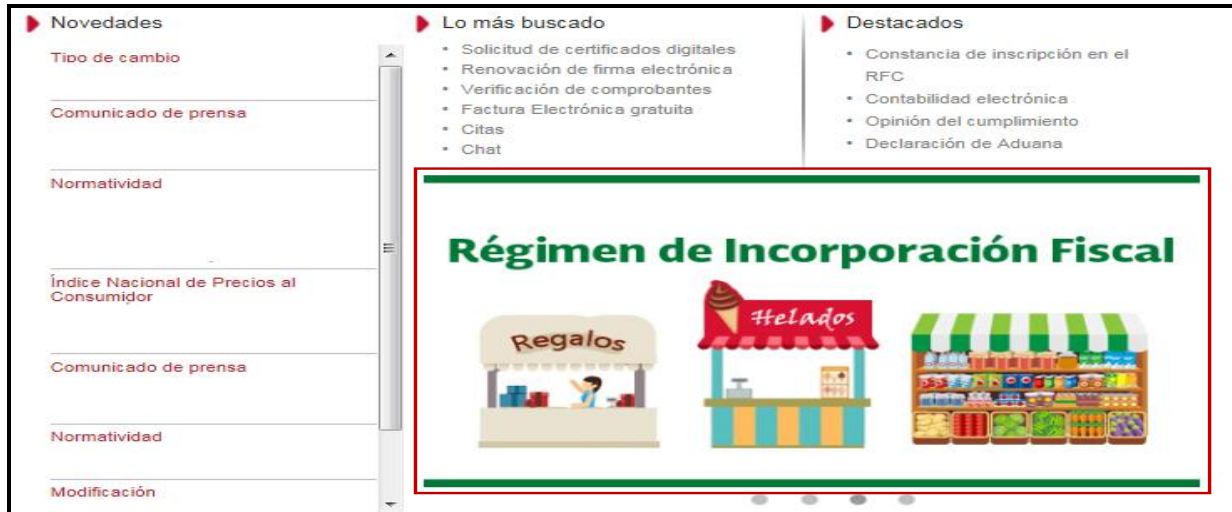 Novedades
Tipo de cambio
Comunicado de prensa
Normatividad
Índice Nacional de Precios al
Consumidor
Comunicado de prensa
Normatividad
Modificación
Lo más buscado
• Solicitud de certificados digitales
• Renovación de firma electrónica
• Verificación de comprobantes
• Factura Electrónica gratuita
• Citas
• Chat
Destacados
• Constancia de inscripción en el
RFC
• Contabilidad electrónica
• Opinión del cumplimiento
• Declaración de Aduana
Régimen de Incorporación Fiscal
Regalos
Helados